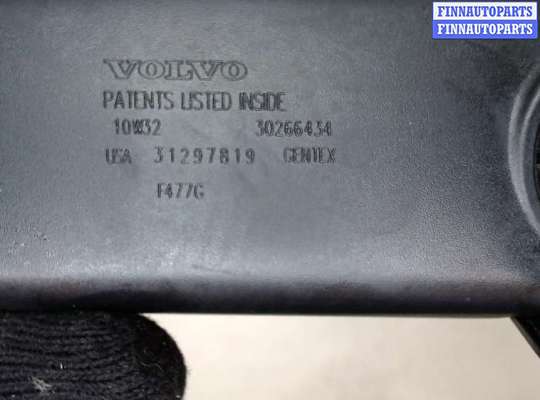 FINNAUTOPARTS
FINNAUTOPARTS
VOLVO
PATENTS LISTED INSIDE
10W32 30266434
USA 31297819 GENTEX
F477G